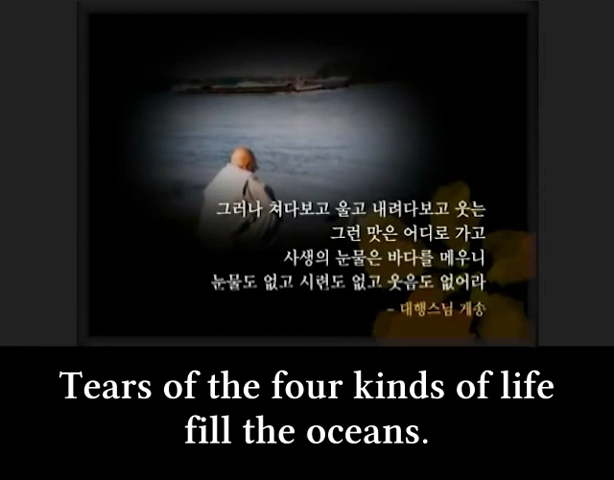 그러나 쳐다보고 울고 내려다보고 웃는
그런 맛은 어디로 가고
사생의 눈물은 바다를 메우니
눈물도 없고 시련도 없고 웃음도 없어라
- 대행스님 게송
Tears of the four kinds of life
fill the oceans.